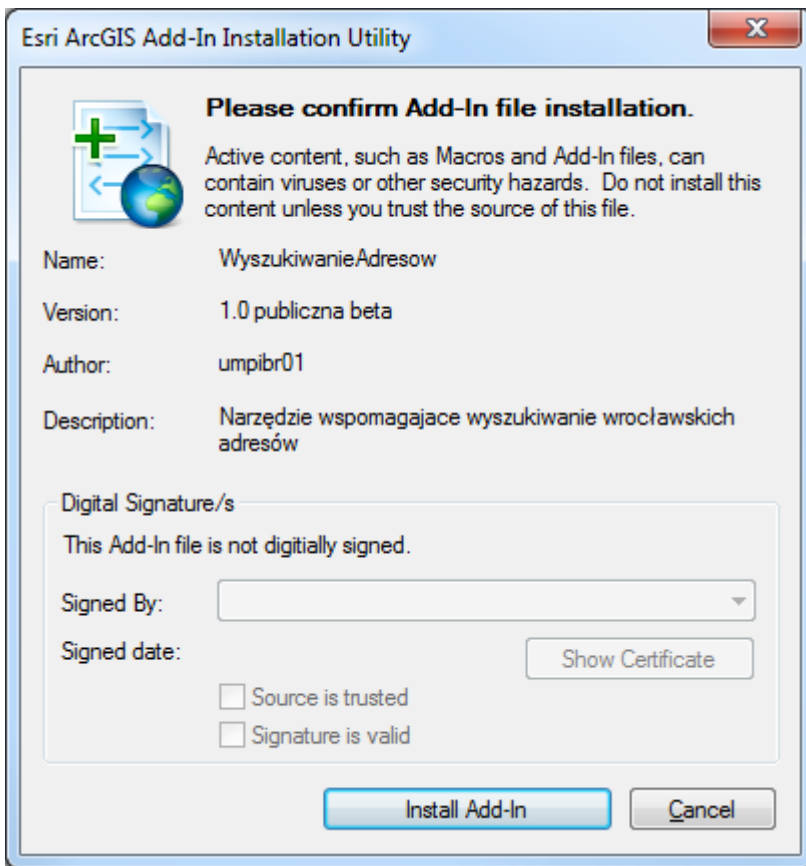 Esri ArcGIS Add-In Installation Utility
Please confirm Add-In file installation.
Active content, such as Macros and Add-In files, can
contain viruses or other security hazards. Do not install this
content unless you trust the source of this file.
Name: WyszukiwanieAdresow
Version: 1.0 publiczna beta
Author: umpibr01
Description: Narzędzie wspomagajace wyszukiwanie wrocławskich
adresów
Digital Signature/s
This Add-In file is not digitially signed.
Signed By:
Signed date: Show Certificate
Source is trusted
Signature is valid
Install Add-In Cancel